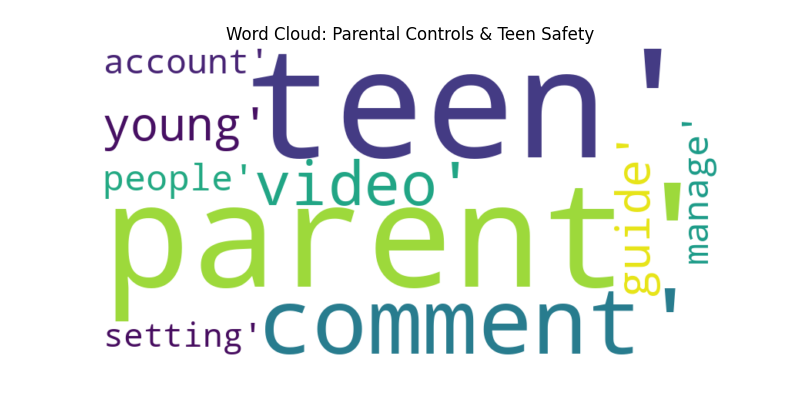 Word Cloud: Parental Controls & Teen Safety
account'
teen'
young'
people'
video'
guide'
manage'
parent'
setting'
comment'